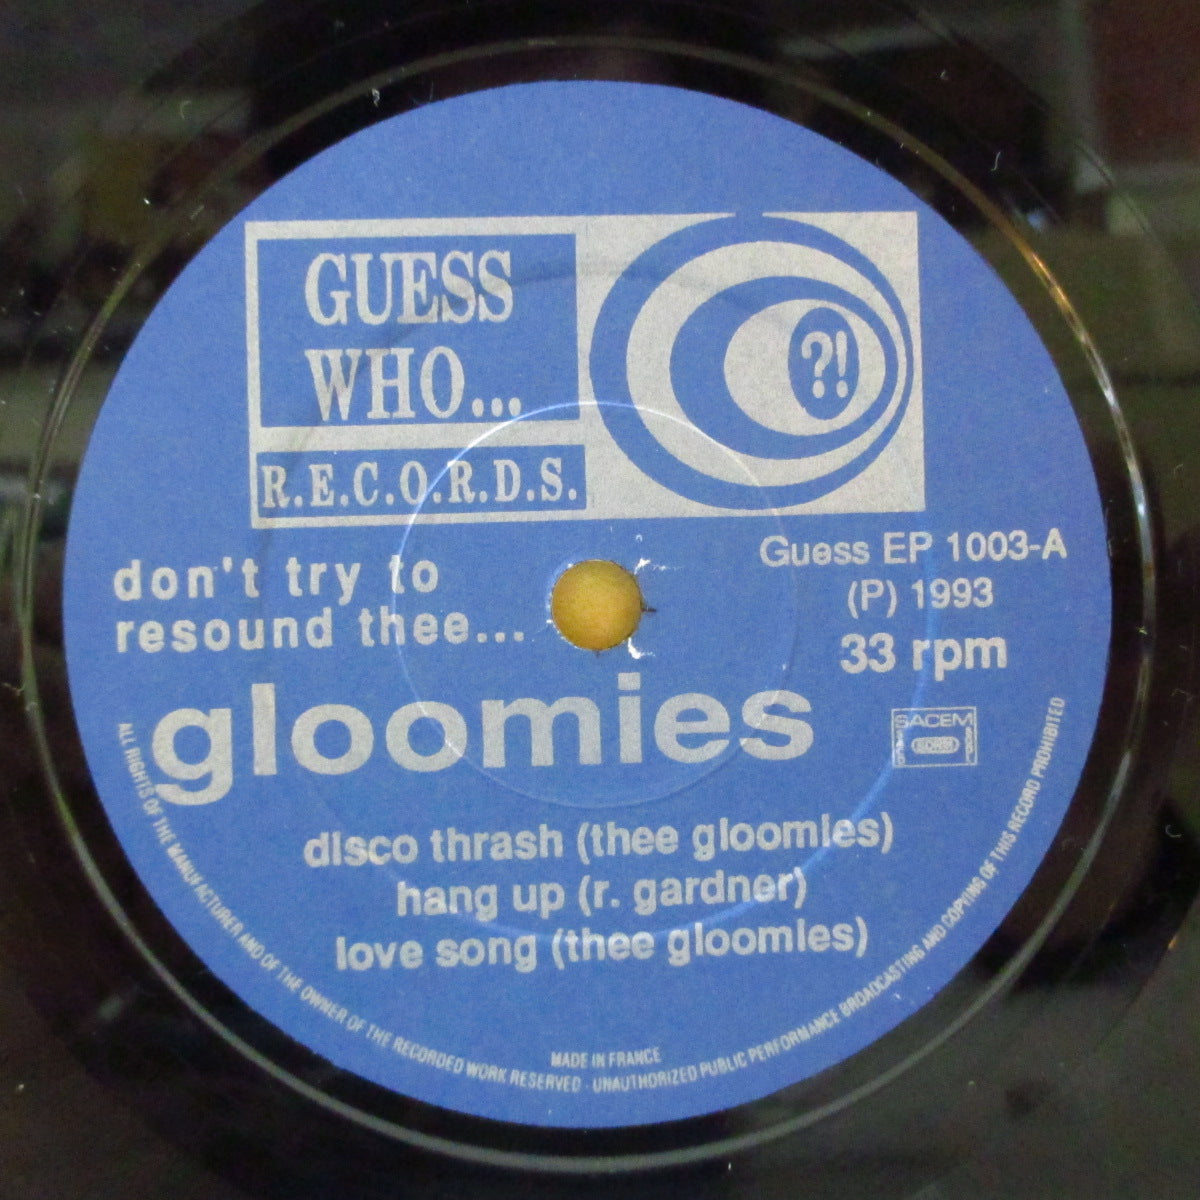 GUESS
WHO...
R.E.C.O.R.D.S.
?!
don't try to
resound thee...
Guess EP 1003-A
(P) 1993
33 rpm
gloomies
SACEM
disco thrash (thee gloomies)
hang up (r. gardner)
love song (thee gloomies)
MADE IN FRANCE
ALL RIGHTS OF THE MANUFACTURER AND OF THE OWNER OF THE RECORDED WORK RESERVED - UNAUTHORIZED PUBLIC PERFORMANCE BROADCASTING AND COPYING OF THIS RECORD PROHIBITED